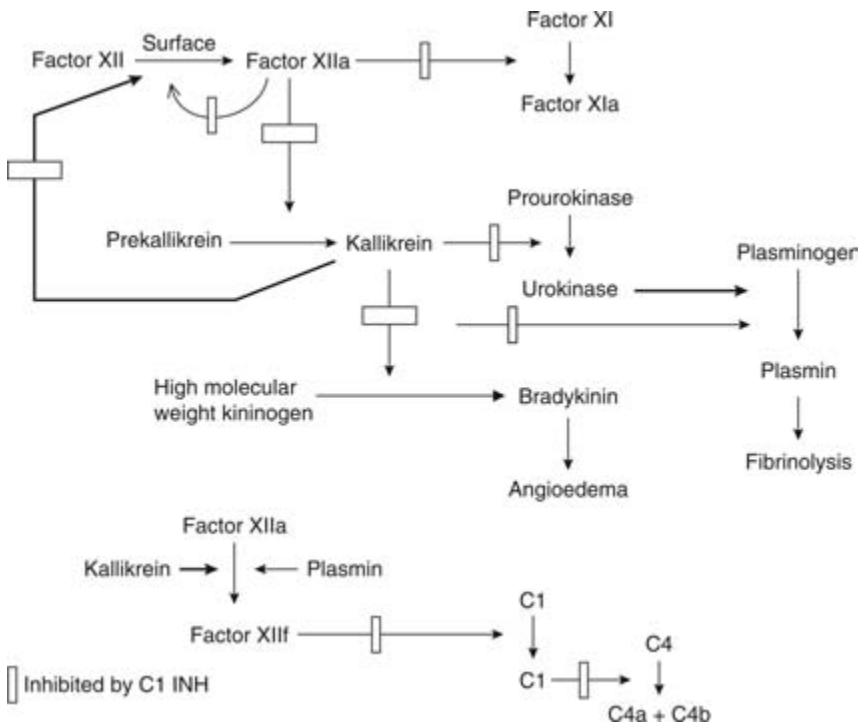 Factor XI
Surface
Factor XII
Factor XIIa
Factor XIa
Prourokinase
Prekallikrein
Kallikrein
Plasminogen
Urokinase
Plasmin
High molecular
weight kininogen
Bradykinin
Fibrinolysis
Angioedema
Factor XIIa
Kallikrein
Plasmin
C1
Factor XIIf
C4
C1
Inhibited by C1 INH
C4a + C4b